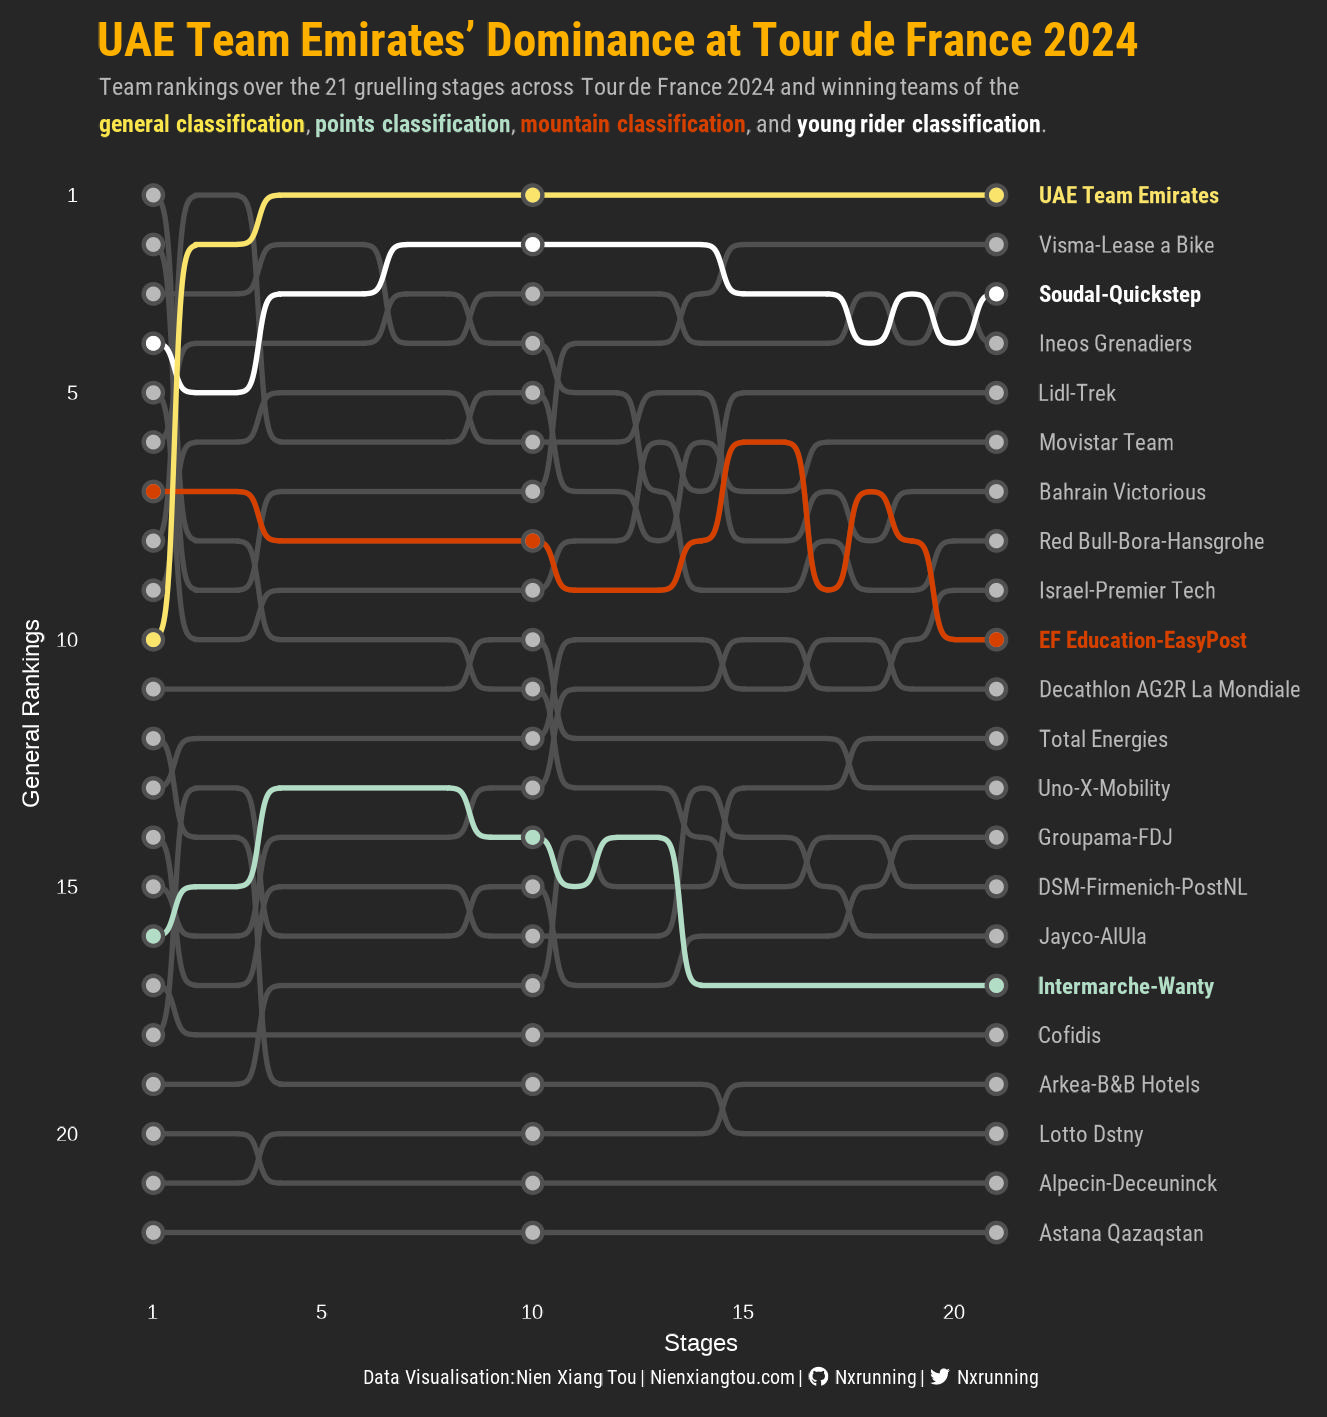 UAE Team Emirates’ Dominance at Tour de France 2024
Team rankings over the 21 gruelling stages across Tour de France 2024 and winning teams of the
general classification, points classification, mountain classification, and young rider classification.
General Rankings
1
5
10
15
20
UAE Team Emirates
Visma-Lease a Bike
Soudal-Quickstep
Ineos Grenadiers
Lidl-Trek
Movistar Team
Bahrain Victorious
Red Bull-Bora-Hansgrohe
Israel-Premier Tech
EF Education-EasyPost
Decathlon AG2R La Mondiale
Total Energies
Uno-X-Mobility
Groupama-FDJ
DSM-Firmenich-PostNL
Jayco-AlUla
Intermarche-Wanty
Cofidis
Arkea-B&B Hotels
Lotto Dstny
Alpecin-Deceuninck
Astana Qazaqstan
1 5 10 15 20
Stages
Data Visualisation:Nien Xiang Tou | Nienxiangtou.com | Nxrunning | Nxrunning